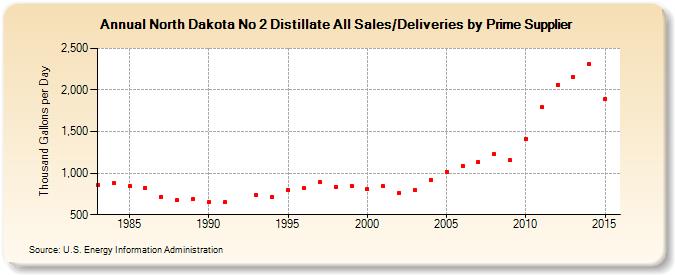 Annual North Dakota No 2 Distillate All Sales/Deliveries by Prime Supplier
Thousand Gallons per Day
2,500
2,000
1,500
1,000
500
1985 1990 1995 2000 2005 2010 2015
Source: U.S. Energy Information Administration